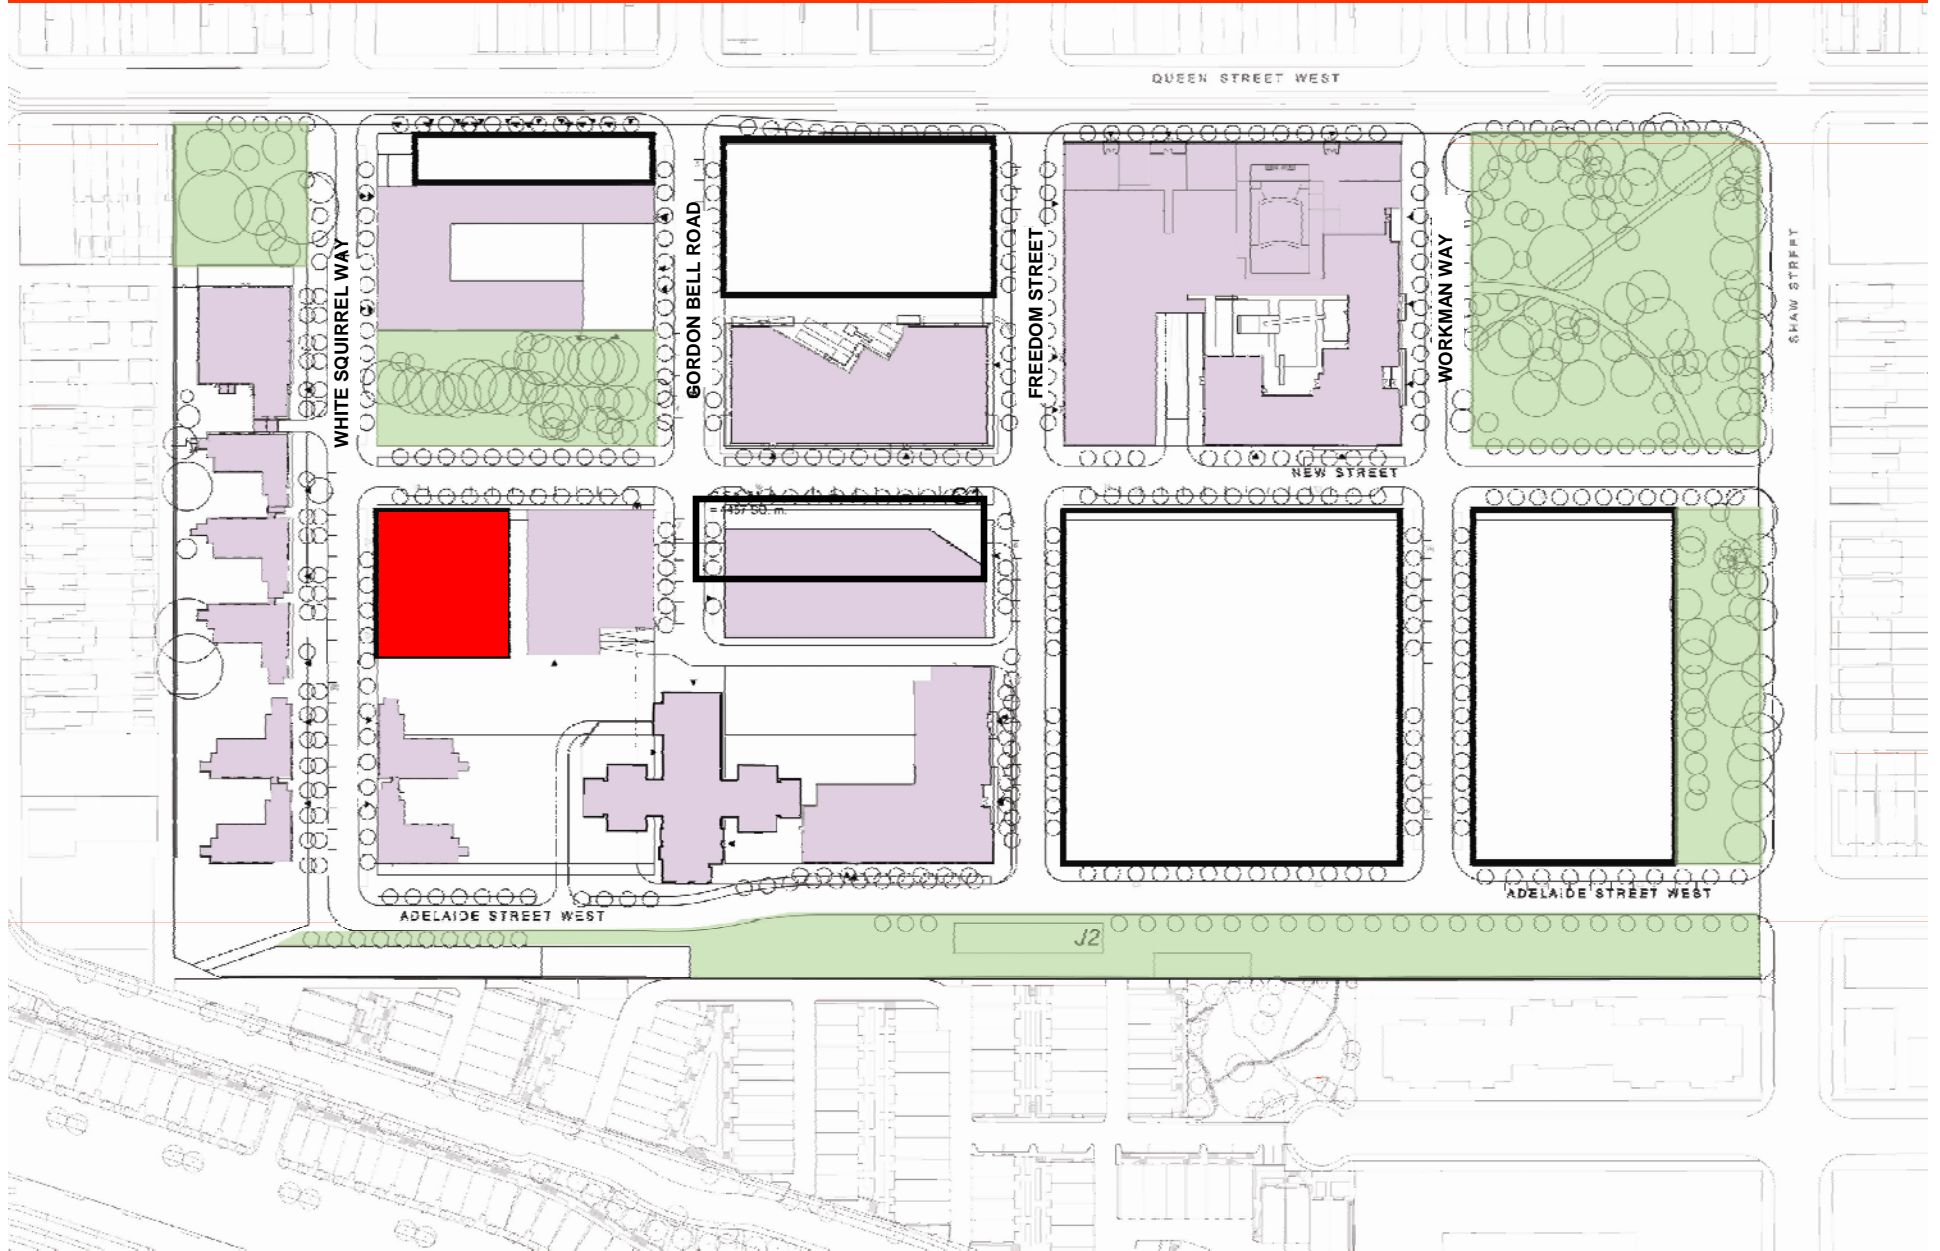 QUEEN STREET WEST
WHITE SQUIRREL WAY
GORDON BELL ROAD
FREEDOM STREET
WORKMAN WAY
SHAW STREET
NEW STREET
ADELAIDE STREET WEST
ADELAIDE STREET WEST
J2